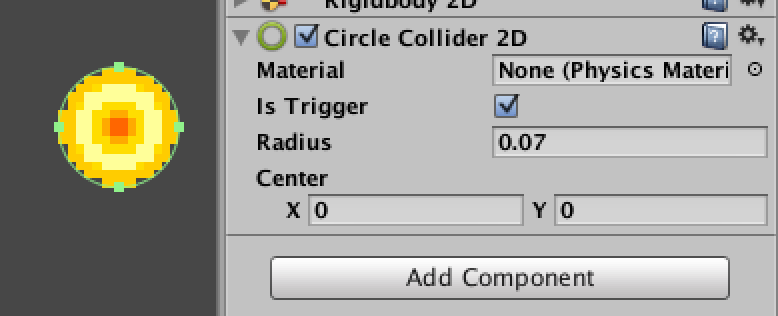 Rigidbody 2D
Circle Collider 2D
Material None (Physics Materi
Is Trigger
Radius 0.07
Center
X 0 Y 0
Add Component